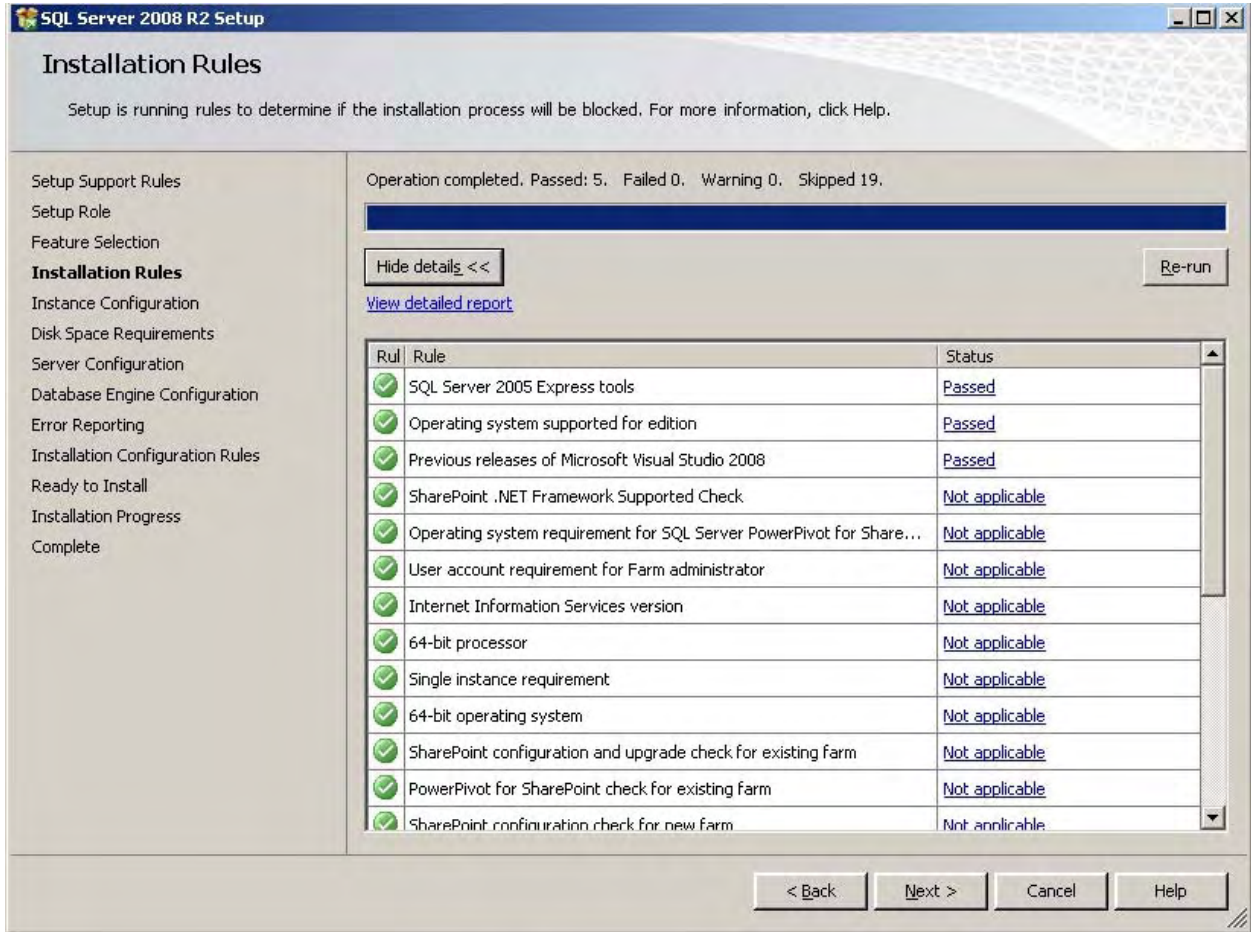 SQL Server 2008 R2 Setup
Installation Rules
Setup is running rules to determine if the installation process will be blocked. For more information, click Help.
Setup Support Rules
Setup Role
Feature Selection
Installation Rules
Instance Configuration
Disk Space Requirements
Server Configuration
Database Engine Configuration
Error Reporting
Installation Configuration Rules
Ready to Install
Installation Progress
Complete
Operation completed. Passed: 5. Failed 0. Warning 0. Skipped 19.
Hide details <<
Re-run
View detailed report
Rul Rule Status
SQL Server 2005 Express tools Passed
Operating system supported for edition Passed
Previous releases of Microsoft Visual Studio 2008 Passed
SharePoint .NET Framework Supported Check Not applicable
Operating system requirement for SQL Server PowerPivot for Share... Not applicable
User account requirement for Farm administrator Not applicable
Internet Information Services version Not applicable
64-bit processor Not applicable
Single instance requirement Not applicable
64-bit operating system Not applicable
SharePoint configuration and upgrade check for existing farm Not applicable
PowerPivot for SharePoint check for existing farm Not applicable
SharePoint configuration check for new farm Not applicable
< Back Next > Cancel Help